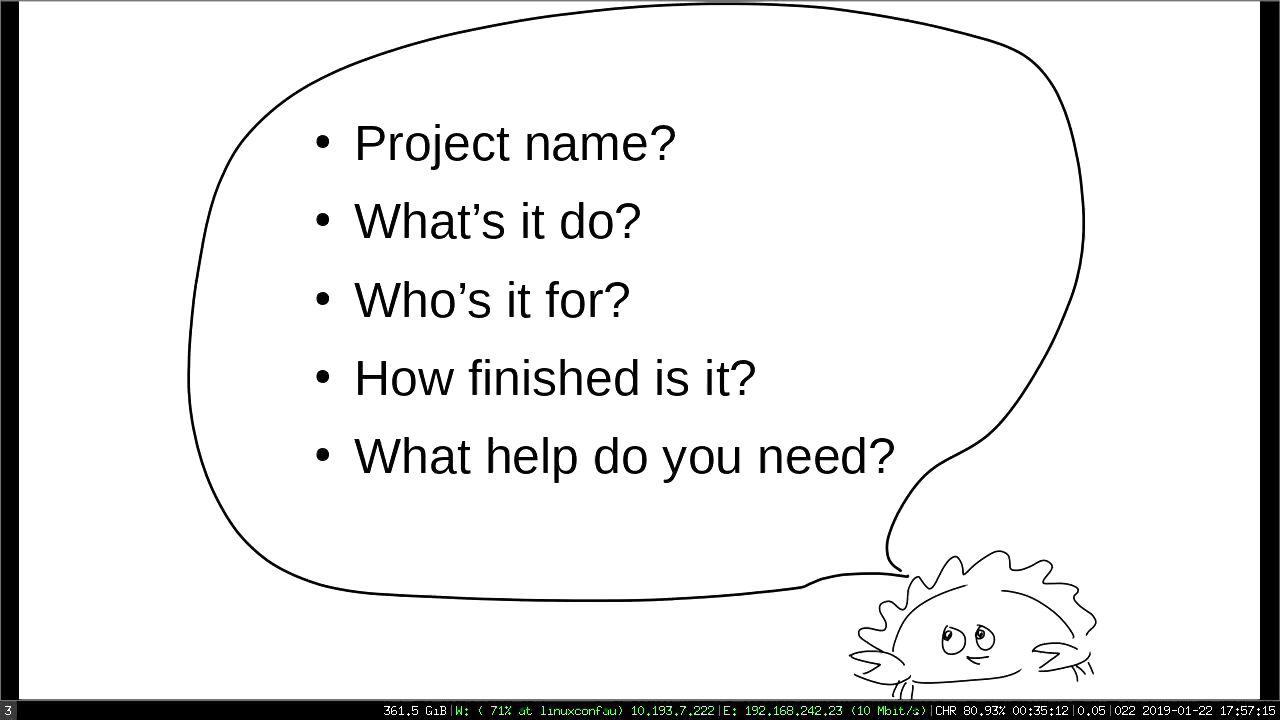 • Project name?
• What’s it do?
• Who’s it for?
• How finished is it?
• What help do you need?
3 361.5 GiB|W: ( 71% at linuxconfau) 10.193.7.222|E: 192.168.242.23 (10 Mbit/s)|CHR 80.93% 00:35:12|0.05|022 2019-01-22 17:57:15